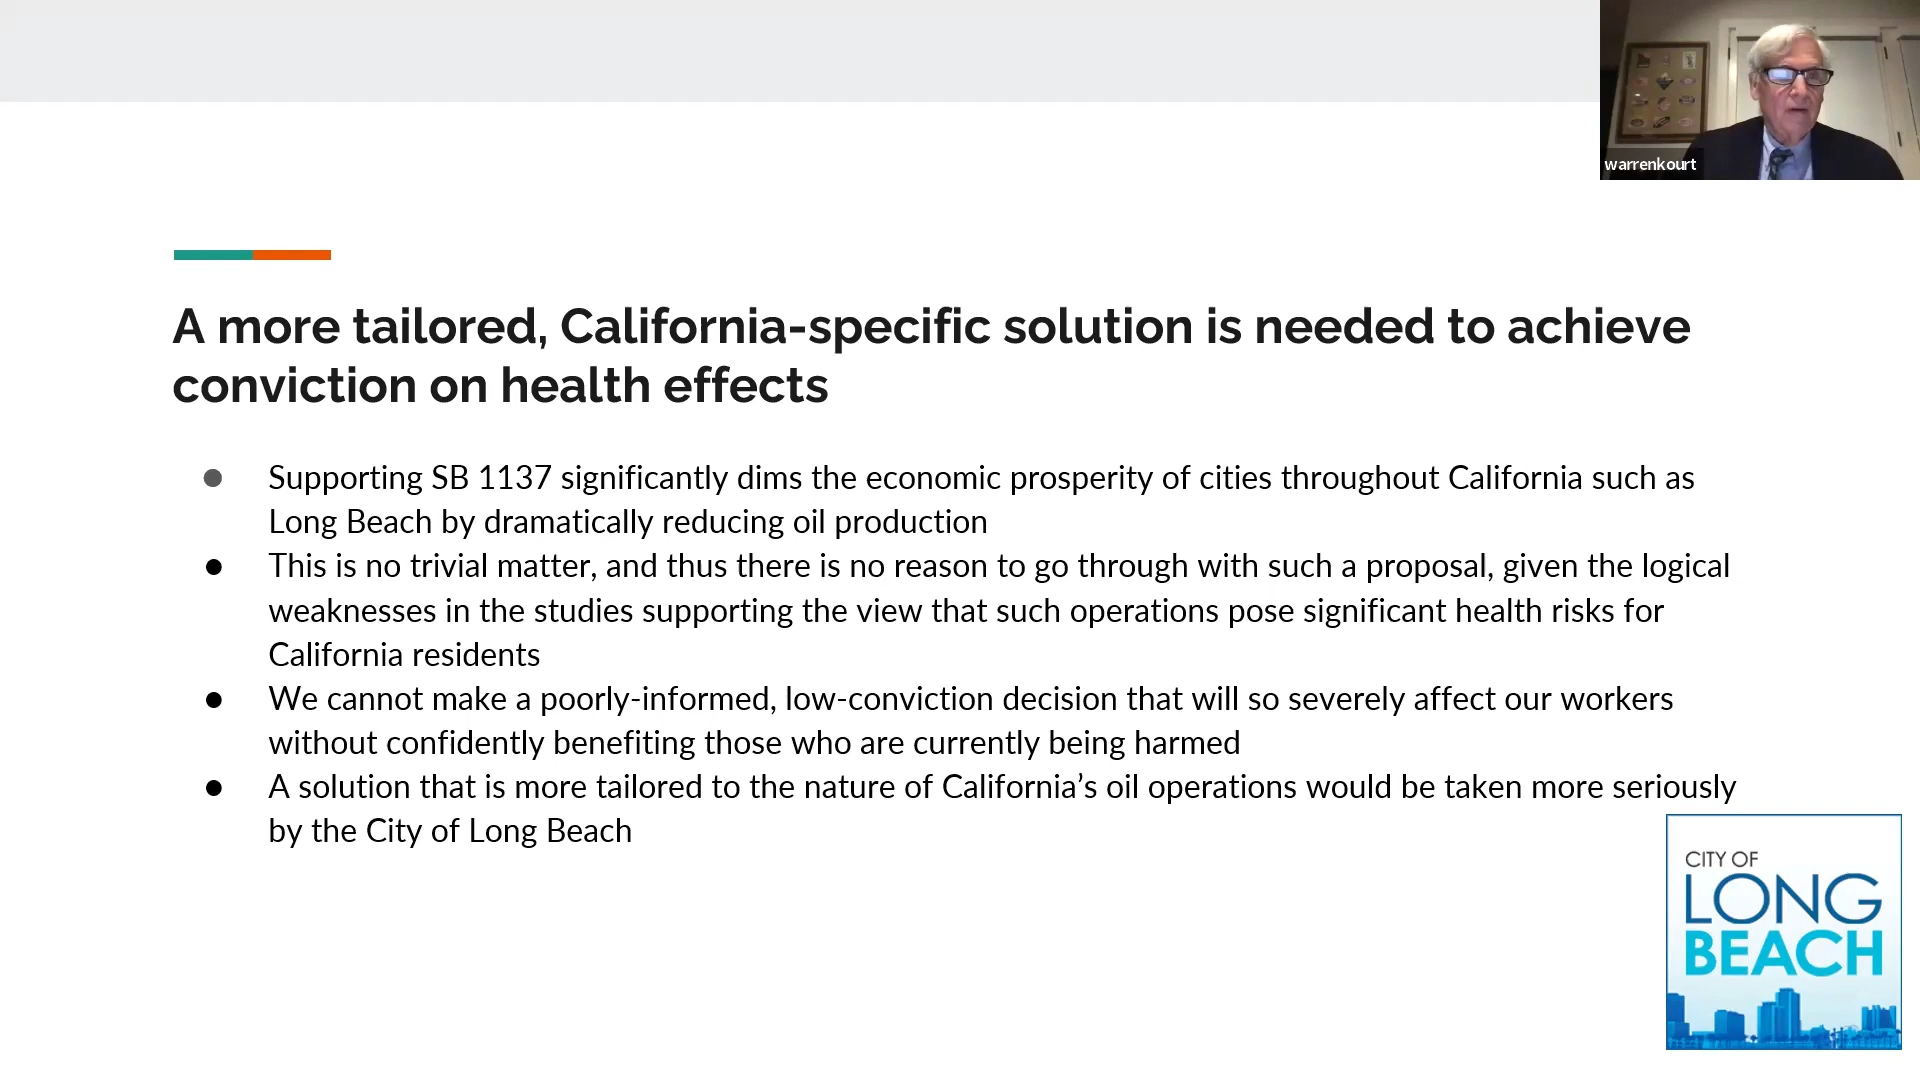 warrenkourt
A more tailored, California-specific solution is needed to achieve
conviction on health effects
● Supporting SB 1137 significantly dims the economic prosperity of cities throughout California such as
Long Beach by dramatically reducing oil production
● This is no trivial matter, and thus there is no reason to go through with such a proposal, given the logical
weaknesses in the studies supporting the view that such operations pose significant health risks for
California residents
● We cannot make a poorly-informed, low-conviction decision that will so severely affect our workers
without confidently benefiting those who are currently being harmed
● A solution that is more tailored to the nature of California’s oil operations would be taken more seriously
by the City of Long Beach
CITY OF
LONG
BEACH